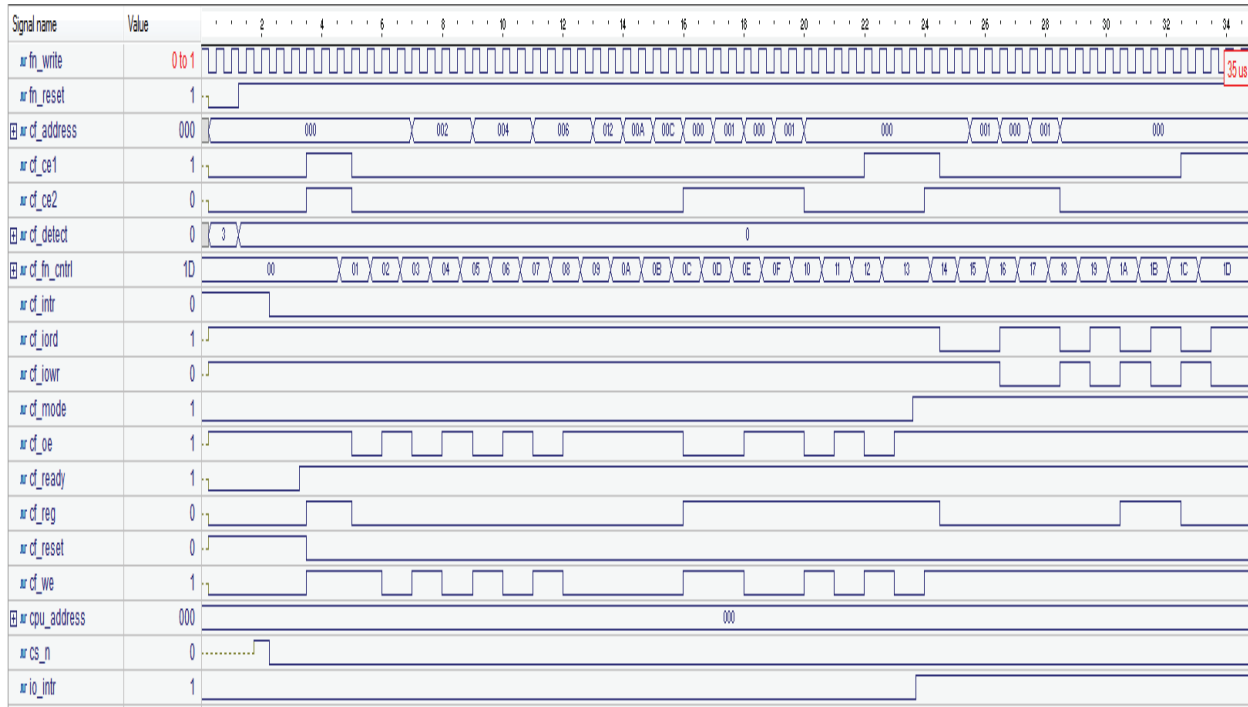 Signal name Value 2 4 6 8 10 12 14 16 18 20 22 24 26 28 30 32 34
fn_write 0 to 1 35 us
fn_reset 1
cf_address 000 000 002 004 006 012 00A 00C 000 001 000 001 000 001 000 001 000
cf_ce1 1
cf_ce2 0
cf_detect 0 3 0
cf_fn_cntrl 1D 00 01 02 03 04 05 06 07 08 09 0A 0B 0C 0D 0E 0F 10 11 12 13 14 15 16 17 18 19 1A 1B 1C 1D
cf_intr 0
cf_iord 1
cf_iowr 0
cf_mode 1
cf_oe 1
cf_ready 1
cf_reg 0
cf_reset 0
cf_we 1
cpu_address 000 000
cs_n 0
io_intr 1